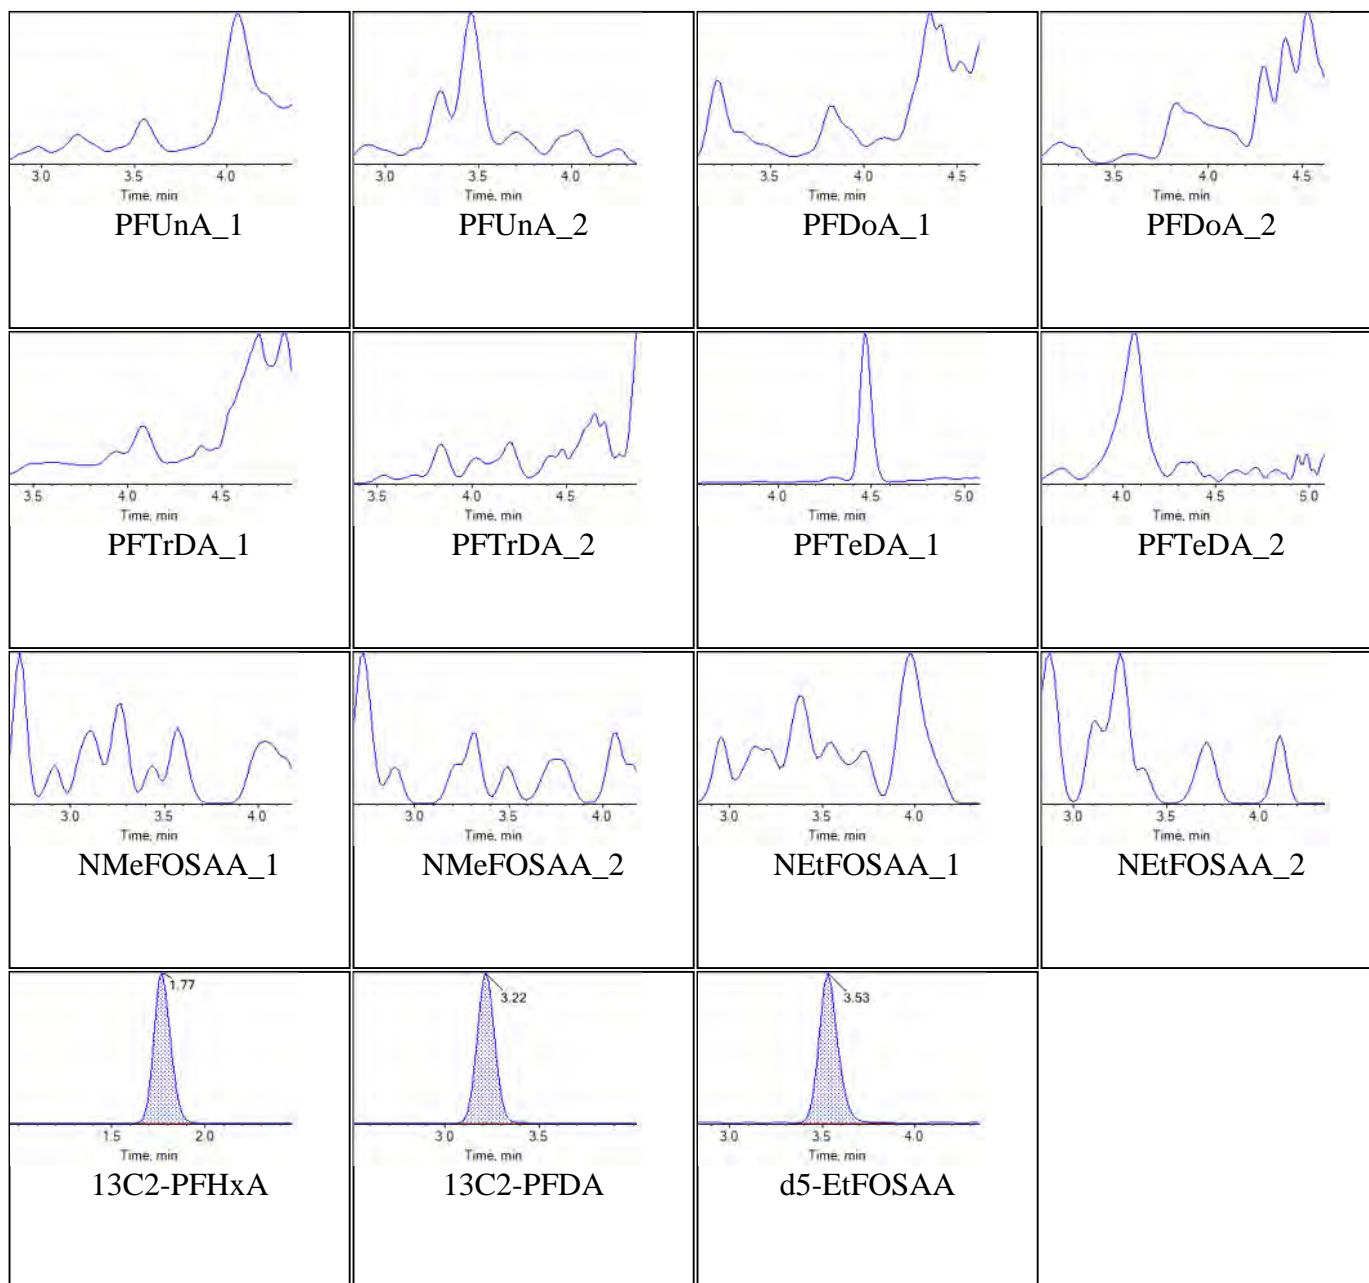 3.0 4.0
Time, min
PFUnA_1
3.0 3.5 4.0
Time, min
PFUnA_2
3.5 4.0 4.5
Time, min
PFDoA_1
3.5 4.0 4.5
Time, min
PFDoA_2
3.5 4.0 4.5
Time, min
PFTrDA_1
3.5 4.0 4.5
Time, min
PFTrDA_2
4.0 4.5 5.0
Time, min
PFTeDA_1
4.0 4.5 5.0
Time, min
PFTeDA_2
3.0 3.5 4.0
Time, min
NMeFOSAA_1
3.0 3.5 4.0
Time, min
NMeFOSAA_2
3.0 3.5 4.0
Time, min
NEtFOSAA_1
3.0 3.5 4.0
Time, min
NEtFOSAA_2
1.77
1.5 2.0
Time, min
13C2-PFHxA
3.22
3.0 3.5
Time, min
13C2-PFDA
3.53
3.0 3.5 4.0
Time, min
d5-EtFOSAA